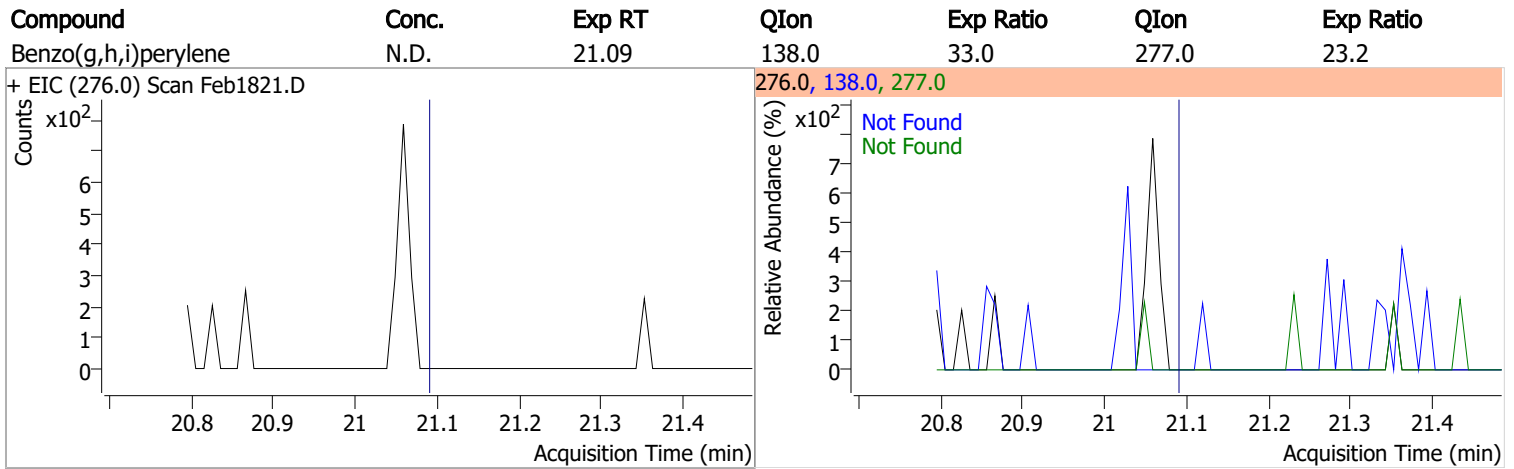 Compound Conc. Exp RT QIon Exp Ratio QIon Exp Ratio
Benzo(g,h,i)perylene N.D. 21.09 138.0 33.0 277.0 23.2
+ EIC (276.0) Scan Feb1821.D
Counts
x10²
6
5
4
3
2
1
0
20.8 20.9 21 21.1 21.2 21.3 21.4
Acquisition Time (min)
276.0, 138.0, 277.0
Relative Abundance (%)
x10²
Not Found
Not Found
7
6
5
4
3
2
1
0
20.8 20.9 21 21.1 21.2 21.3 21.4
Acquisition Time (min)